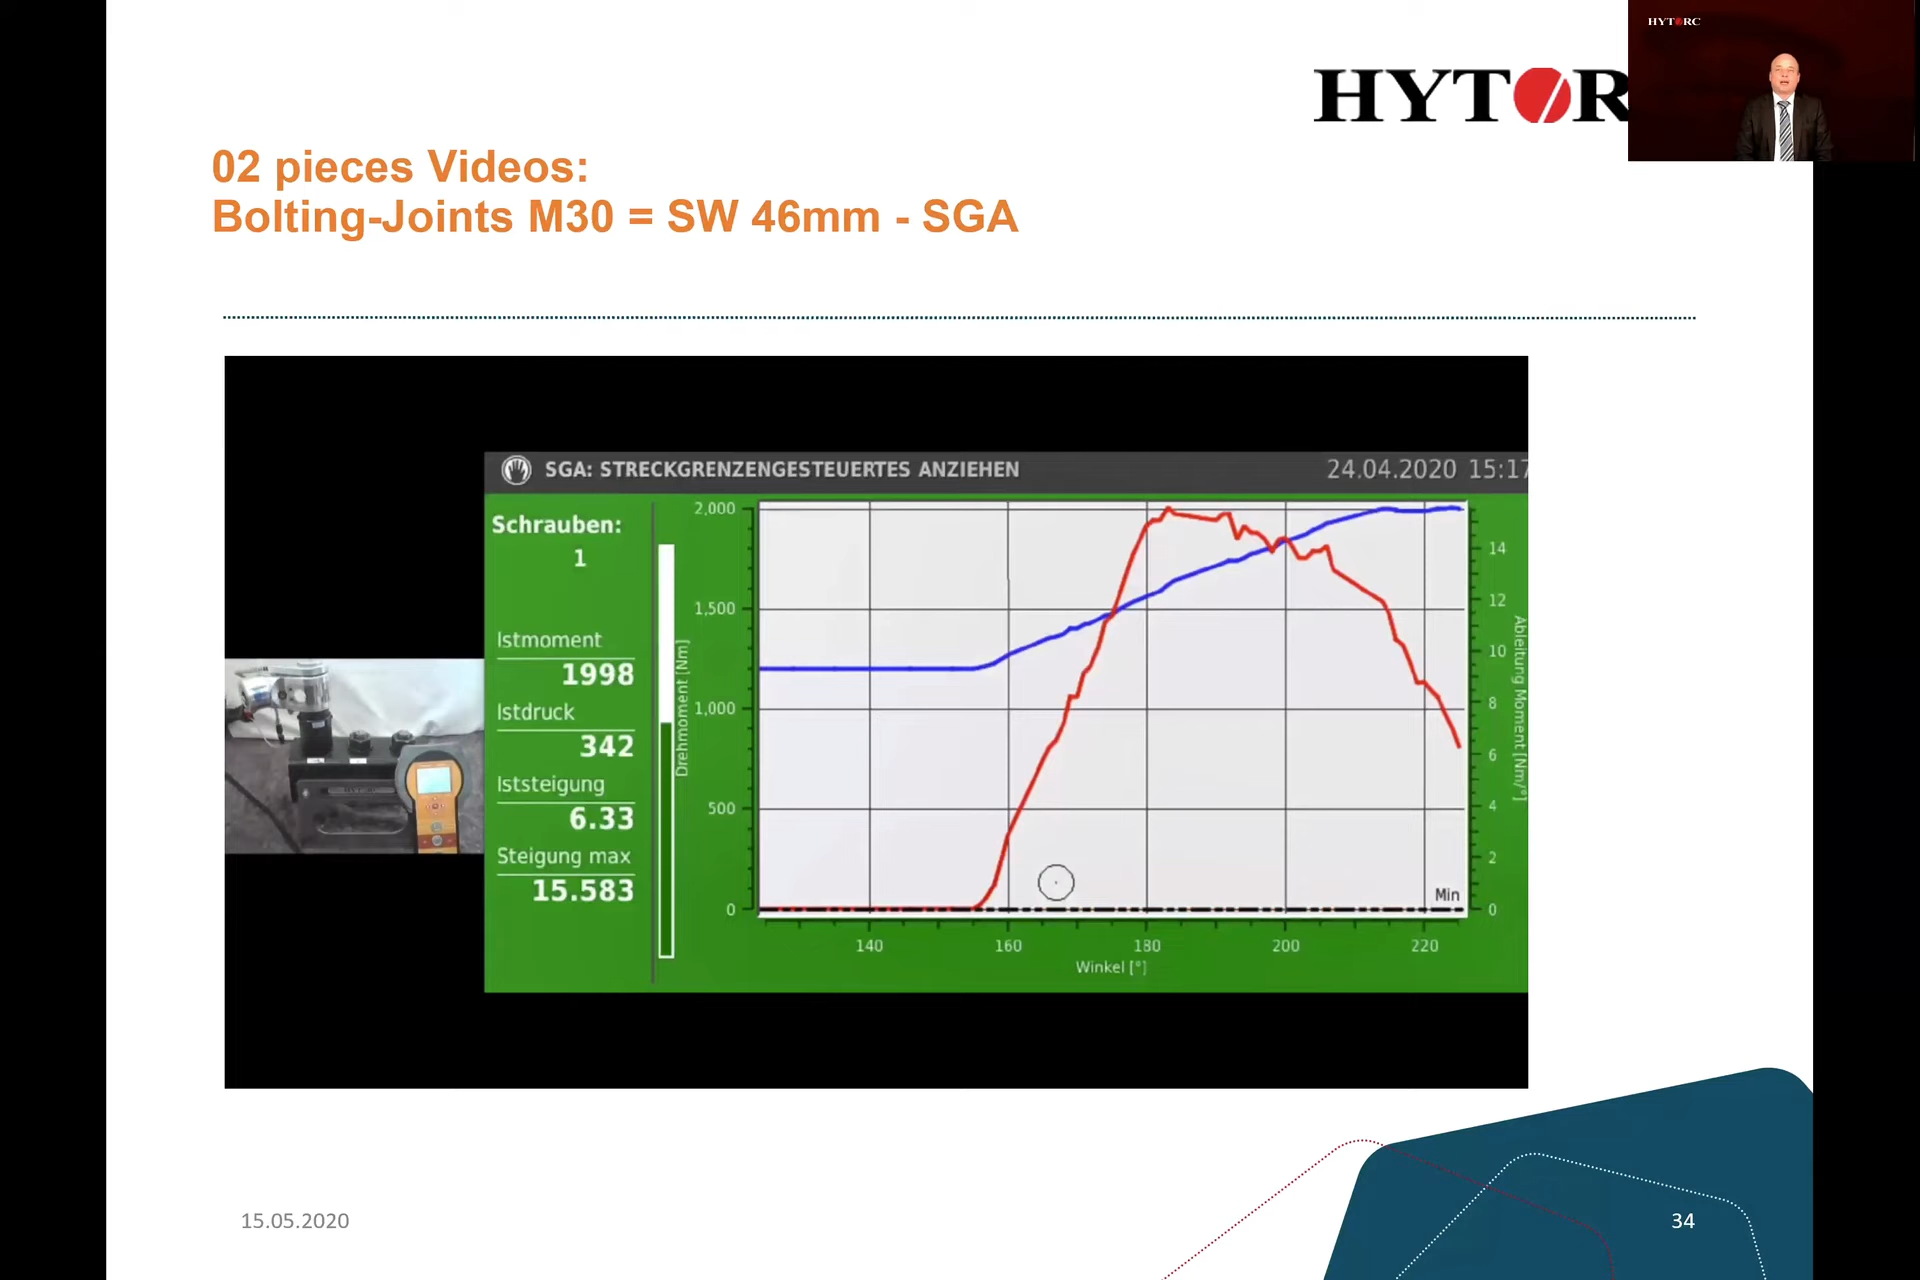 HYTORC
HYTOR
02 pieces Videos:
Bolting-Joints M30 = SW 46mm - SGA
SGA: STRECKGRENZENGESTEUERTES ANZIEHEN
24.04.2020 15:17
Schrauben:
1
Istmoment
1998
Istdruck
342
Iststeigung
6.33
Steigung max
15.583
Drehmoment [Nm]
2,000
1,500
1,000
500
0
14
12
10
8
6
4
2
0
Ableitung Moment [Nm/°]
Min
140 160 180 200 220
Winkel [°]
15.05.2020
34